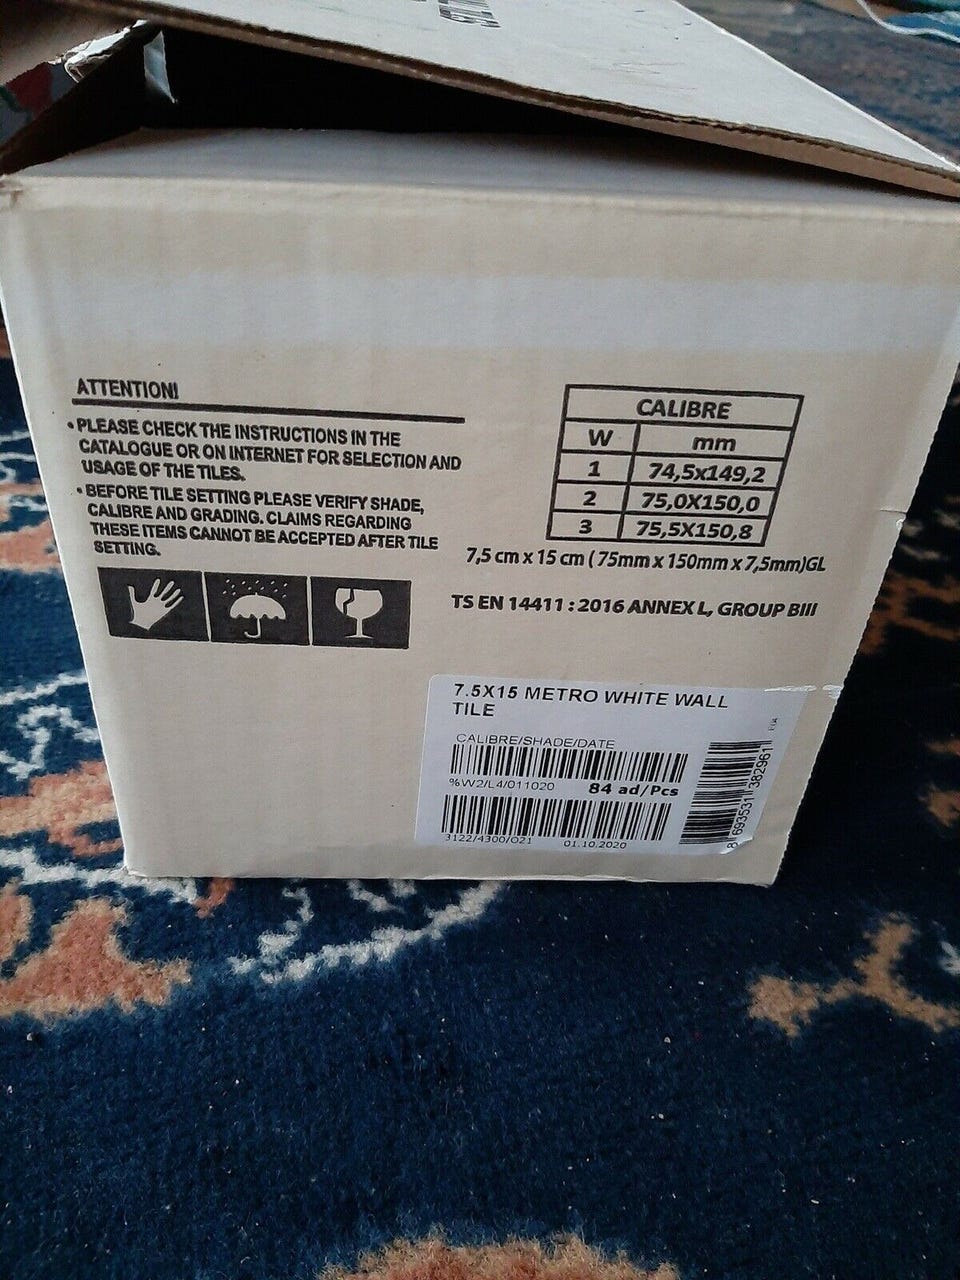 ATTENTION!
• PLEASE CHECK THE INSTRUCTIONS IN THE
CATALOGUE OR ON INTERNET FOR SELECTION AND
USAGE OF THE TILES.
• BEFORE TILE SETTING PLEASE VERIFY SHADE,
CALIBRE AND GRADING. CLAIMS REGARDING
THESE ITEMS CANNOT BE ACCEPTED AFTER TILE
SETTING.
CALIBRE
W mm
1 74,5x149,2
2 75,0X150,0
3 75,5X150,8
7,5 cm x 15 cm ( 75mm x 150mm x 7,5mm)GL
TS EN 14411 : 2016 ANNEX L, GROUP BIII
7.5X15 METRO WHITE WALL
TILE
CALIBRE/SHADE/DATE
%W2/L4/011020
84 ad/Pcs
3122/4300/O21
01.10.2020
8 693531 382961